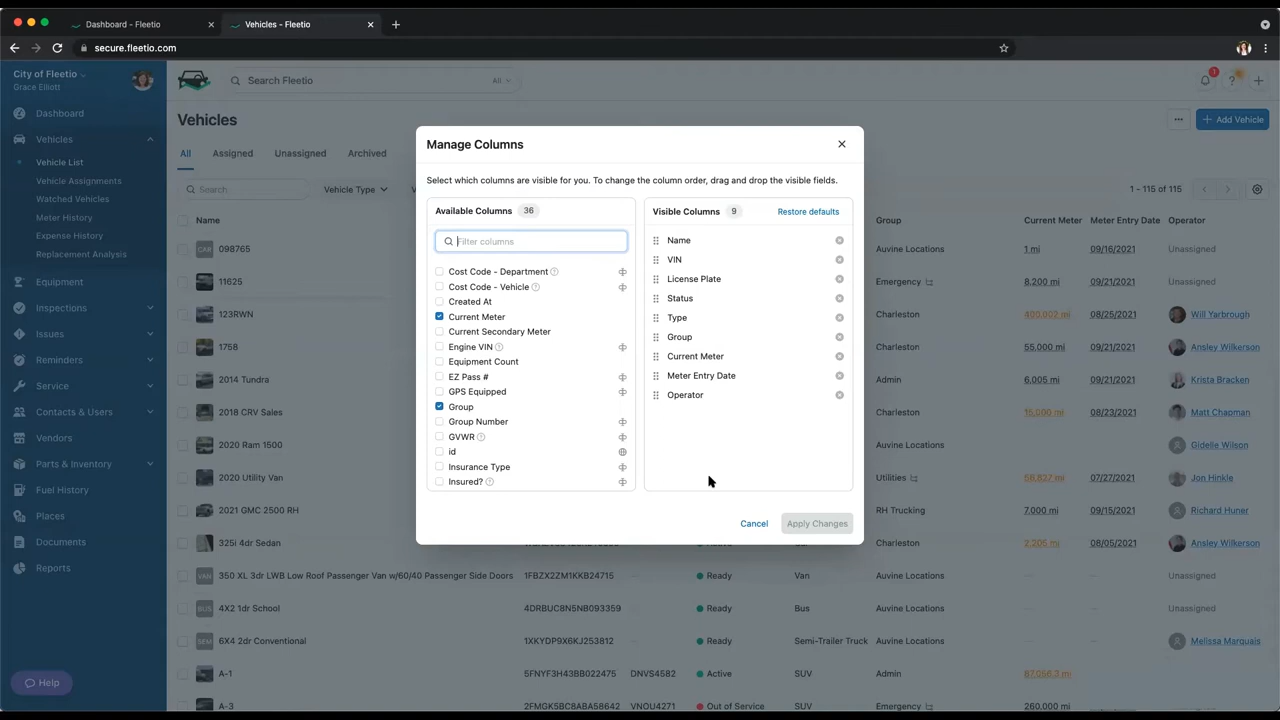 Dashboard - Fleetio
Vehicles - Fleetio
secure.fleetio.com
City of Fleetio
Grace Elliott
Dashboard
Vehicles
Vehicle List
Vehicle Assignments
Watched Vehicles
Meter History
Expense History
Replacement Analysis
Equipment
Inspections
Issues
Reminders
Service
Contacts & Users
Vendors
Parts & Inventory
Fuel History
Places
Documents
Reports
Help
Search Fleetio
All
1
Vehicles
Add Vehicle
All
Assigned
Unassigned
Archived
Search
Vehicle Type
1 - 115 of 115
Name
Group
Current Meter
Meter Entry Date
Operator
CAR
098765
Auvine Locations
1 mi
09/16/2021
Unassigned
11625
Emergency
8,200 mi
09/21/2021
Unassigned
123RWN
Charleston
400,002 mi
08/25/2021
Will Yarbrough
1758
Charleston
55,000 mi
09/21/2021
Ansley Wilkerson
2014 Tundra
Admin
6,005 mi
09/21/2021
Krista Bracken
2018 CRV Sales
Charleston
15,000 mi
08/23/2021
Matt Chapman
2020 Ram 1500
Auvine Locations
Gidelle Wilson
2020 Utility Van
Utilities
58,827 mi
07/27/2021
Jon Hinkle
2021 GMC 2500 RH
RH Trucking
7,000 mi
09/15/2021
Richard Huner
325i 4dr Sedan
Charleston
2,205 mi
08/05/2021
Ansley Wilkerson
VAN
350 XL 3dr LWB Low Roof Passenger Van w/60/40 Passenger Side Doors
1FBZX2ZM1KKB24715
Ready
Van
Auvine Locations
Unassigned
BUS
4X2 1dr School
4DRBUC8N5NB093359
Ready
Bus
Auvine Locations
Unassigned
SEM
6X4 2dr Conventional
1XKYDP9X6KJ253812
Ready
Semi-Trailer Truck
Auvine Locations
Melissa Marquais
A-1
5FNYF3H43BB022475
DNVS4582
Active
SUV
Admin
87,056.3 mi
A-3
2FMGK5BC8ABA58642
VNOU4271
Out of Service
SUV
Emergency
260,000 mi
Manage Columns
Select which columns are visible for you. To change the column order, drag and drop the visible fields.
Available Columns 36
Filter columns
Cost Code - Department
Cost Code - Vehicle
Created At
Current Meter
Current Secondary Meter
Engine VIN
Equipment Count
EZ Pass #
GPS Equipped
Group
Group Number
GVWR
id
Insurance Type
Insured?
Visible Columns 9
Restore defaults
Name
VIN
License Plate
Status
Type
Group
Current Meter
Meter Entry Date
Operator
Cancel
Apply Changes